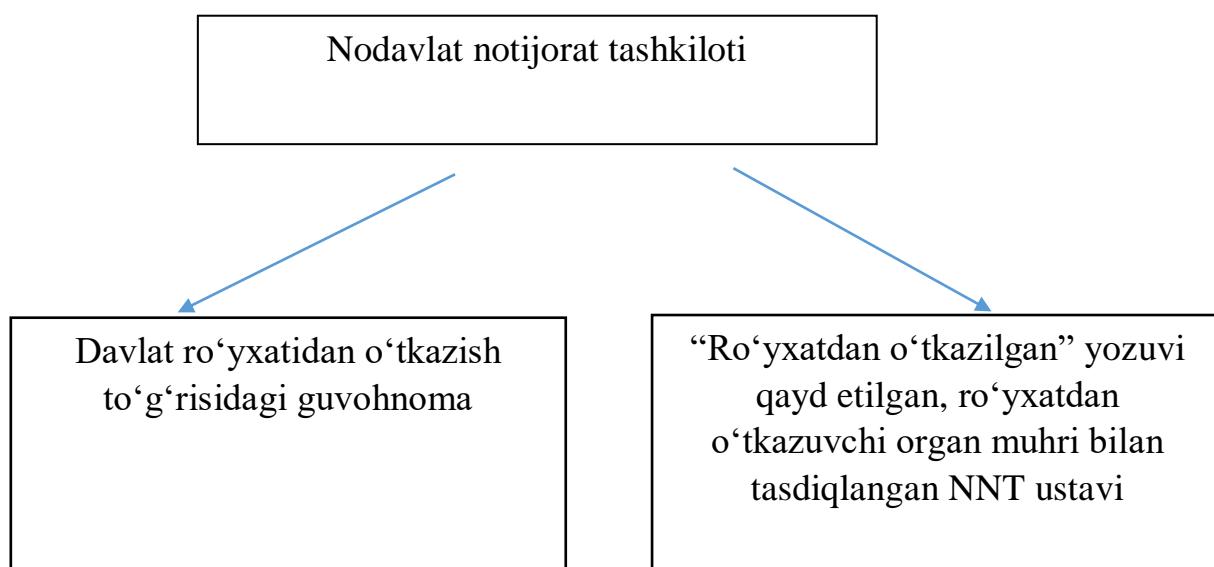 Nodavlat notijorat tashkiloti
Davlat ro‘yxatidan o‘tkazish
to‘g‘risidagi guvohnoma
“Ro‘yxatdan o‘tkazilgan” yozuvi
qayd etilgan, ro‘yxatdan
o‘tkazuvchi organ muhri bilan
tasdiqlangan NNT ustavi